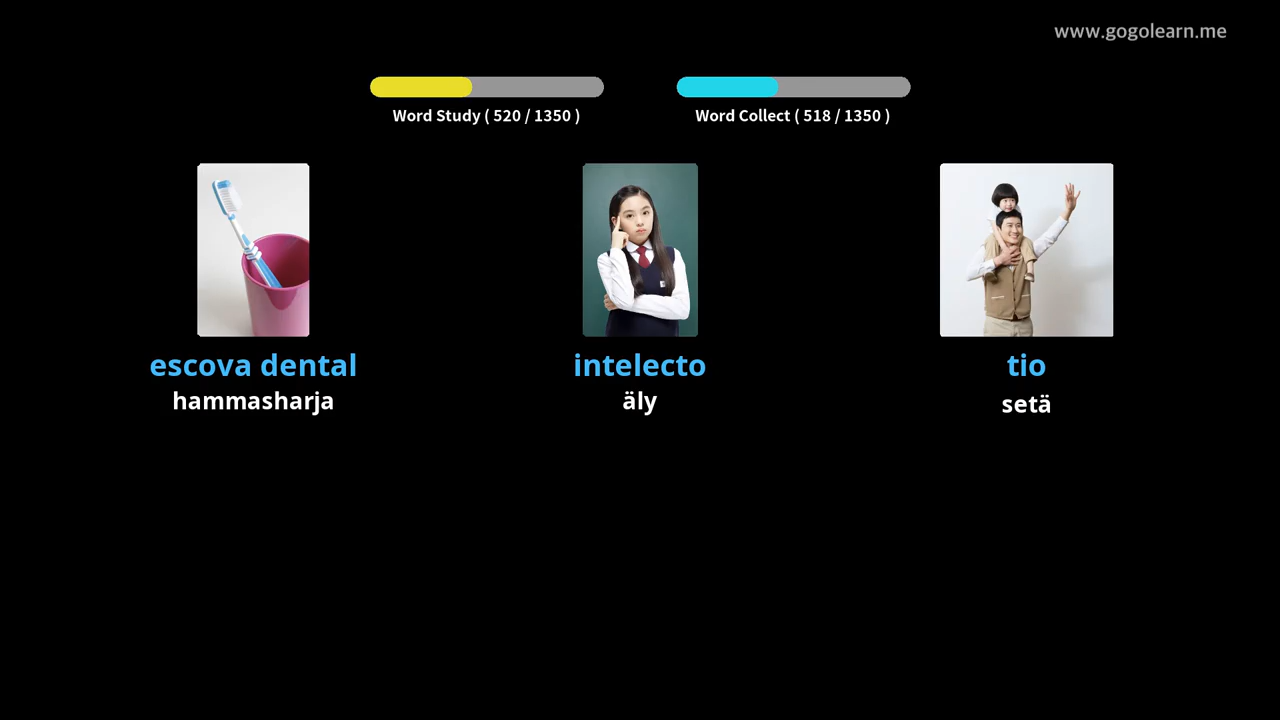 www.gogolearn.me
Word Study ( 520 / 1350 )
Word Collect ( 518 / 1350 )
escova dental
hammasharja
intelecto
äly
tio
setä